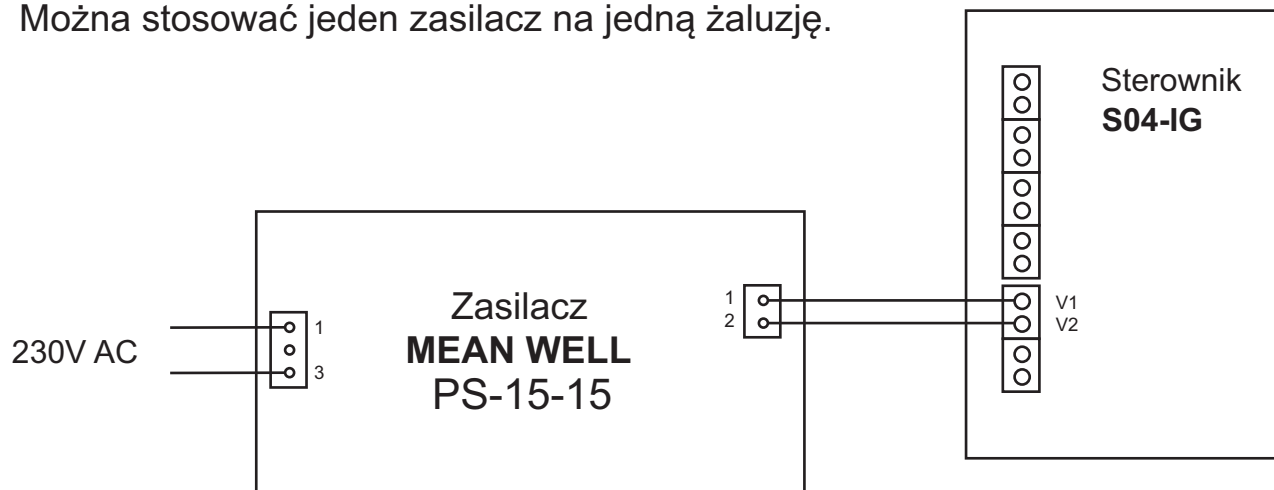 Można stosować jeden zasilacz na jedną żaluzję.
Sterownik
S04-IG
Zasilacz
MEAN WELL
PS-15-15
230V AC
1
3
1
2
V1
V2